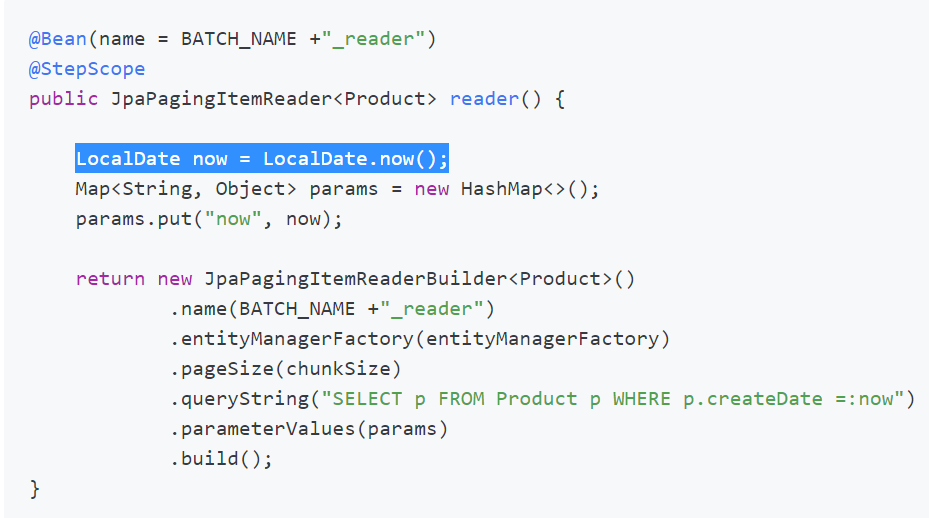 @Bean(name = BATCH_NAME +"_reader")
@StepScope
public JpaPagingItemReader<Product> reader() {
LocalDate now = LocalDate.now();
Map<String, Object> params = new HashMap<>();
params.put("now", now);
return new JpaPagingItemReaderBuilder<Product>()
.name(BATCH_NAME +"_reader")
.entityManagerFactory(entityManagerFactory)
.pageSize(chunkSize)
.queryString("SELECT p FROM Product p WHERE p.createDate =:now")
.parameterValues(params)
.build();
}